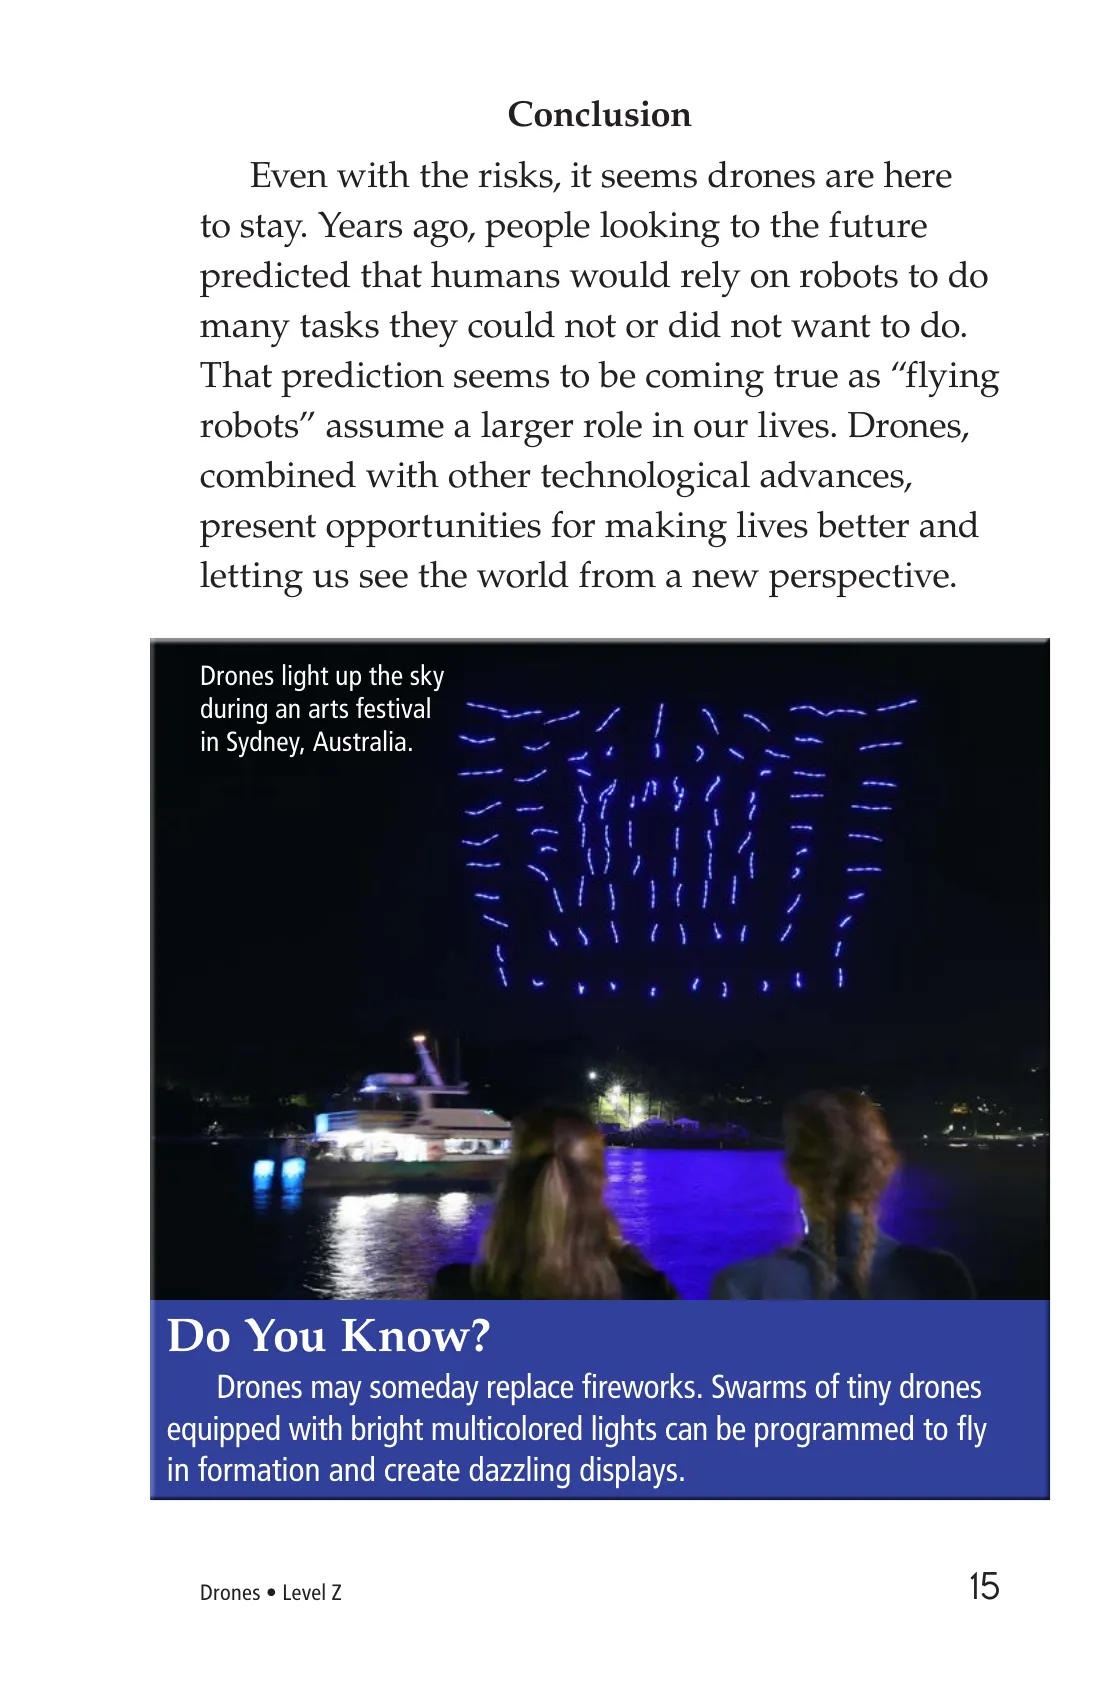 Conclusion
Even with the risks, it seems drones are here
to stay. Years ago, people looking to the future
predicted that humans would rely on robots to do
many tasks they could not or did not want to do.
That prediction seems to be coming true as “flying
robots” assume a larger role in our lives. Drones,
combined with other technological advances,
present opportunities for making lives better and
letting us see the world from a new perspective.
Drones light up the sky
during an arts festival
in Sydney, Australia.
Do You Know?
Drones may someday replace fireworks. Swarms of tiny drones
equipped with bright multicolored lights can be programmed to fly
in formation and create dazzling displays.
Drones • Level Z
15